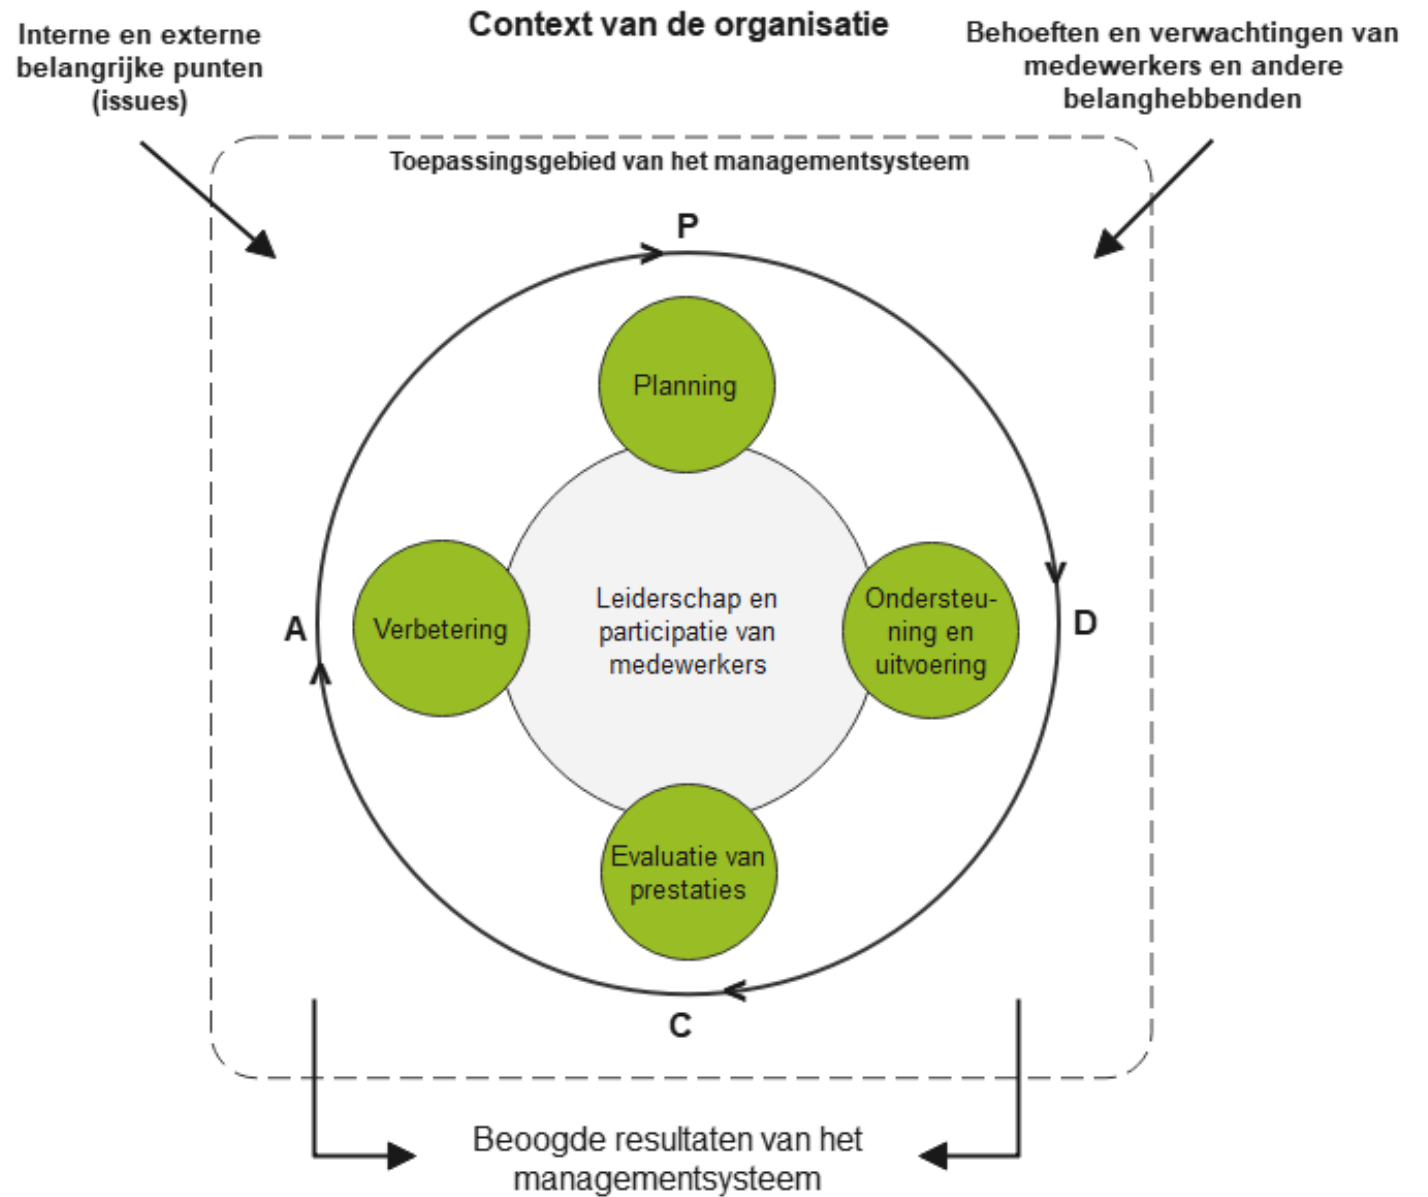 Context van de organisatie
Interne en externe
belangrijke punten
(issues)
Behoeften en verwachtingen van
medewerkers en andere
belanghebbenden
Toepassingsgebied van het managementsysteem
P
Planning
A
Verbetering
Leiderschap en
participatie van
medewerkers
Ondersteu-
ning en
uitvoering
D
Evaluatie van
prestaties
C
Beoogde resultaten van het
managementsysteem